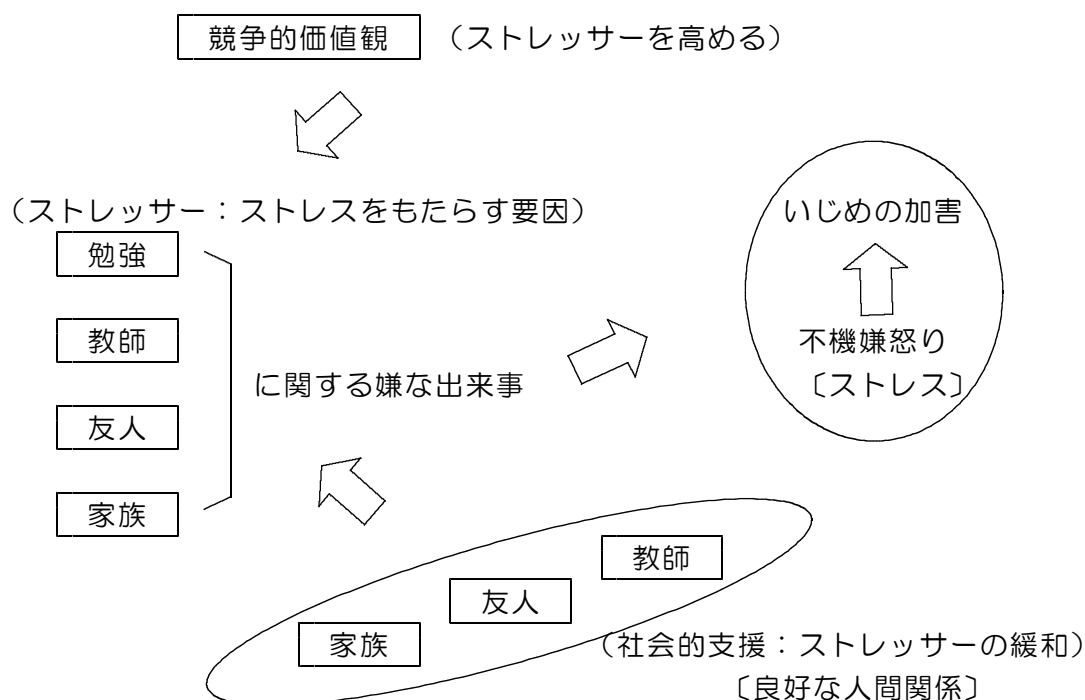 競争的価値観 （ストレッサーを高める）
（ストレッサー：ストレスをもたらす要因）
勉強
教師
友人
家族
に関する嫌な出来事
いじめの加害
不機嫌怒り
〔ストレス〕
教師
友人
家族
（社会的支援：ストレッサーの緩和）
〔良好な人間関係〕